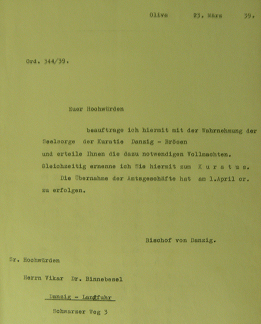 Oliva 23. März 39.
Ord. 344/39.
Euer Hochwürden
beauftrage ich hiermit mit der Wahrnehmung der
Seelsorge der Kuratie Danzig - Brösen
und erteile Ihnen die dazu notwendigen Vollmachten.
Gleichzeitig ernenne ich Sie hiermit zum K u r a t u s.
Die Übernahme der Amtsgeschäfte hat am 1.April cr.
zu erfolgen.
Bischof von Danzig.
Sr. Hochwürden
Herrn Vikar Dr. Binnebesel
Danzig - Langfuhr
Schwarzer Weg 3